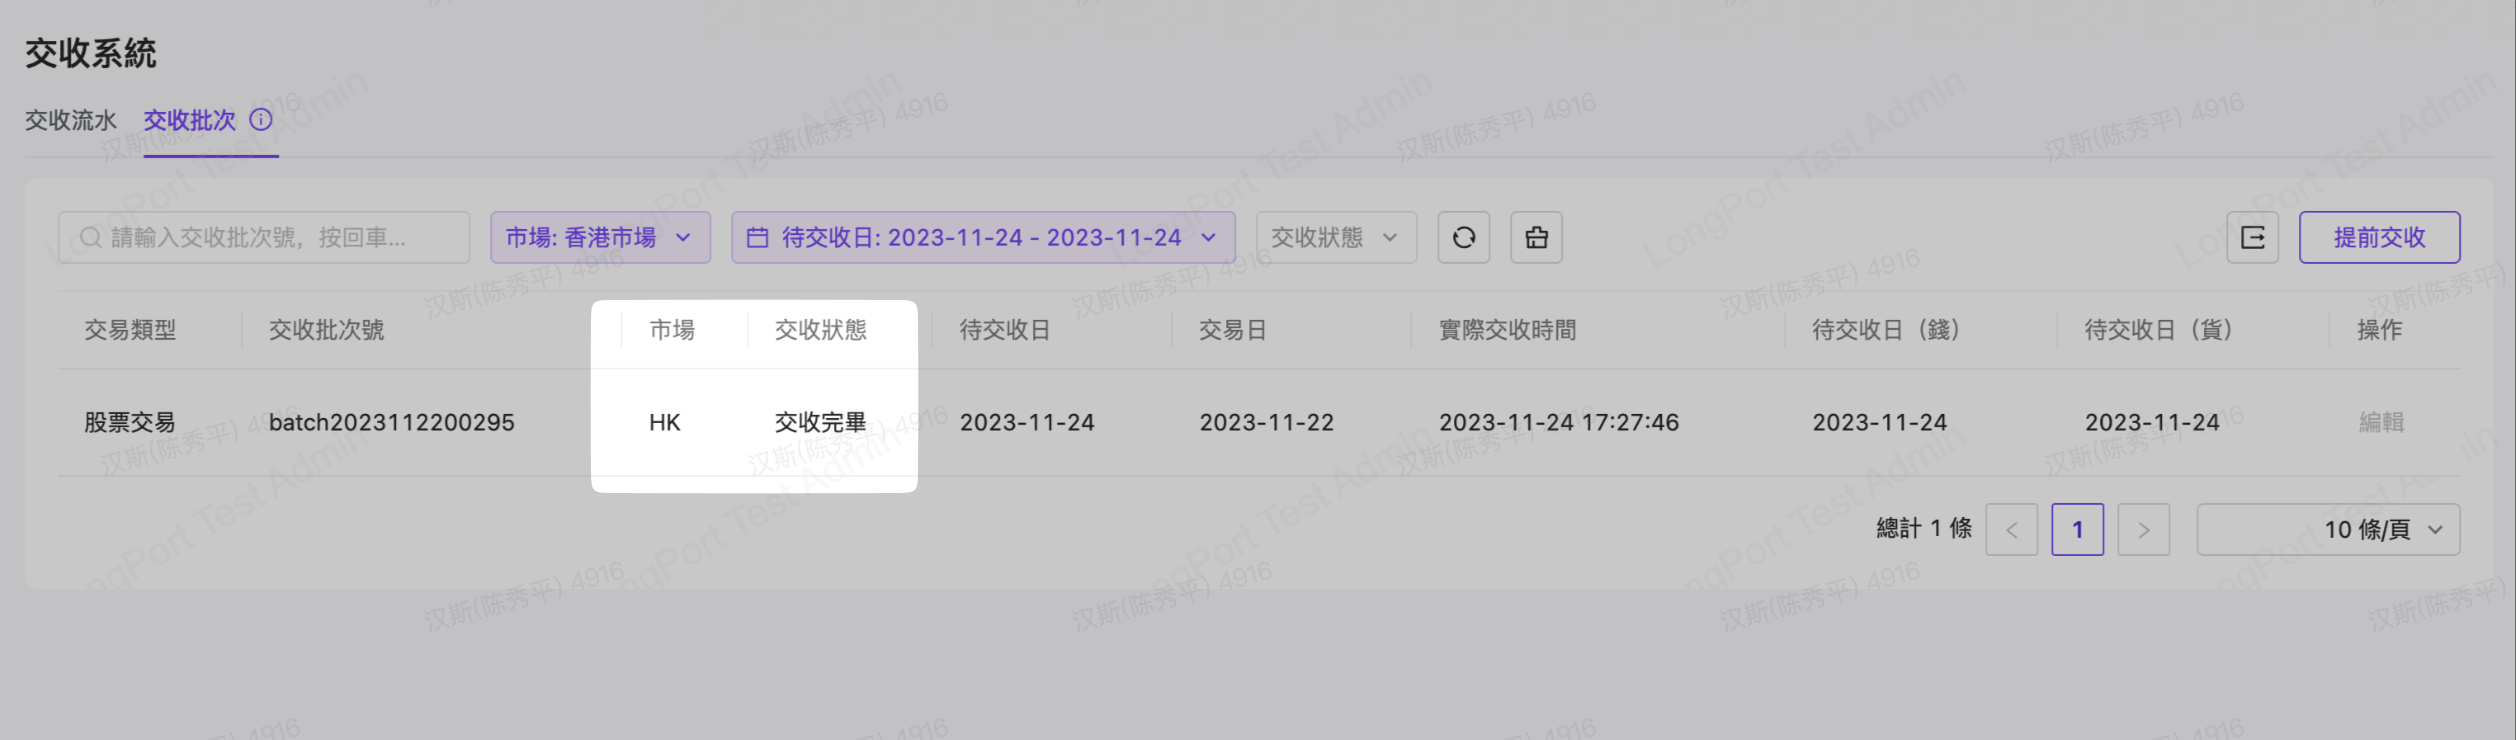 交收系統
交收流水 交收批次
請輸入交收批次號，按回車... 市場: 香港市場 待交收日: 2023-11-24 - 2023-11-24 交收狀態 提前交收
交易類型 交收批次號 市場 交收狀態 待交收日 交易日 實際交收時間 待交收日（錢） 待交收日（貨） 操作
股票交易 batch2023112200295 HK 交收完畢 2023-11-24 2023-11-22 2023-11-24 17:27:46 2023-11-24 2023-11-24 編輯
總計 1 條 < 1 > 10 條/頁
LongPort Test Admin
汉斯(陈秀平) 4916